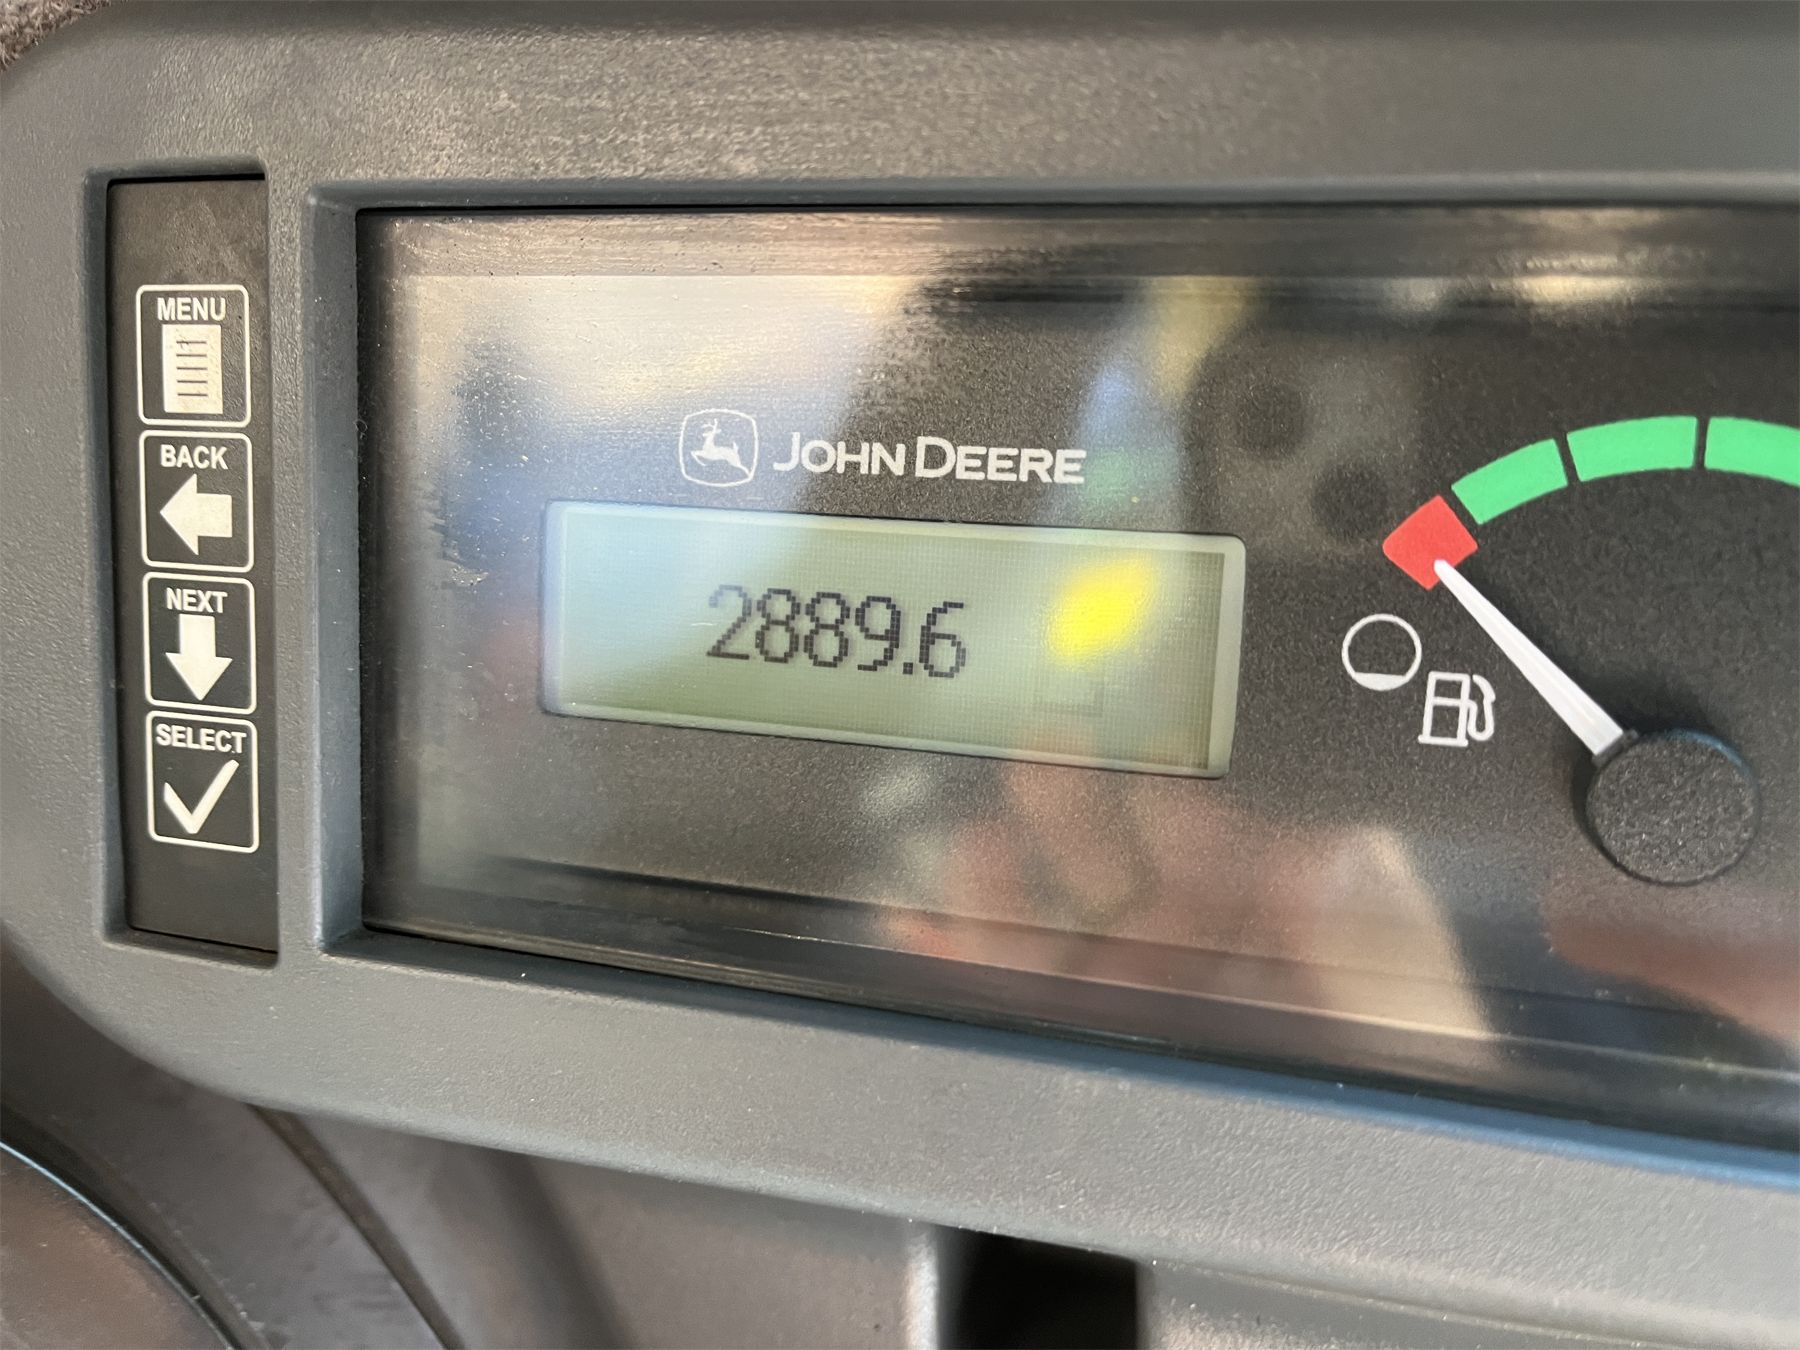 MENU
BACK
NEXT
SELECT
JOHN DEERE
2889.6